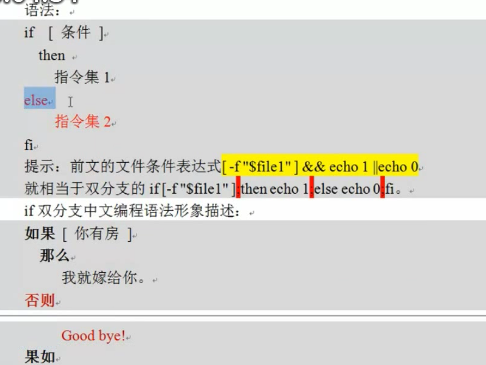 语法：
if [ 条件 ]
then
指令集 1
else
指令集 2
fi
提示：前文的文件条件表达式[ -f "$file1" ] && echo 1 ||echo 0
就相当于双分支的 if[-f "$file1" ];then echo 1;else echo 0;fi。
if 双分支中文编程语法形象描述：
如果 [ 你有房 ]
那么
我就嫁给你。
否则
Good bye!
果如